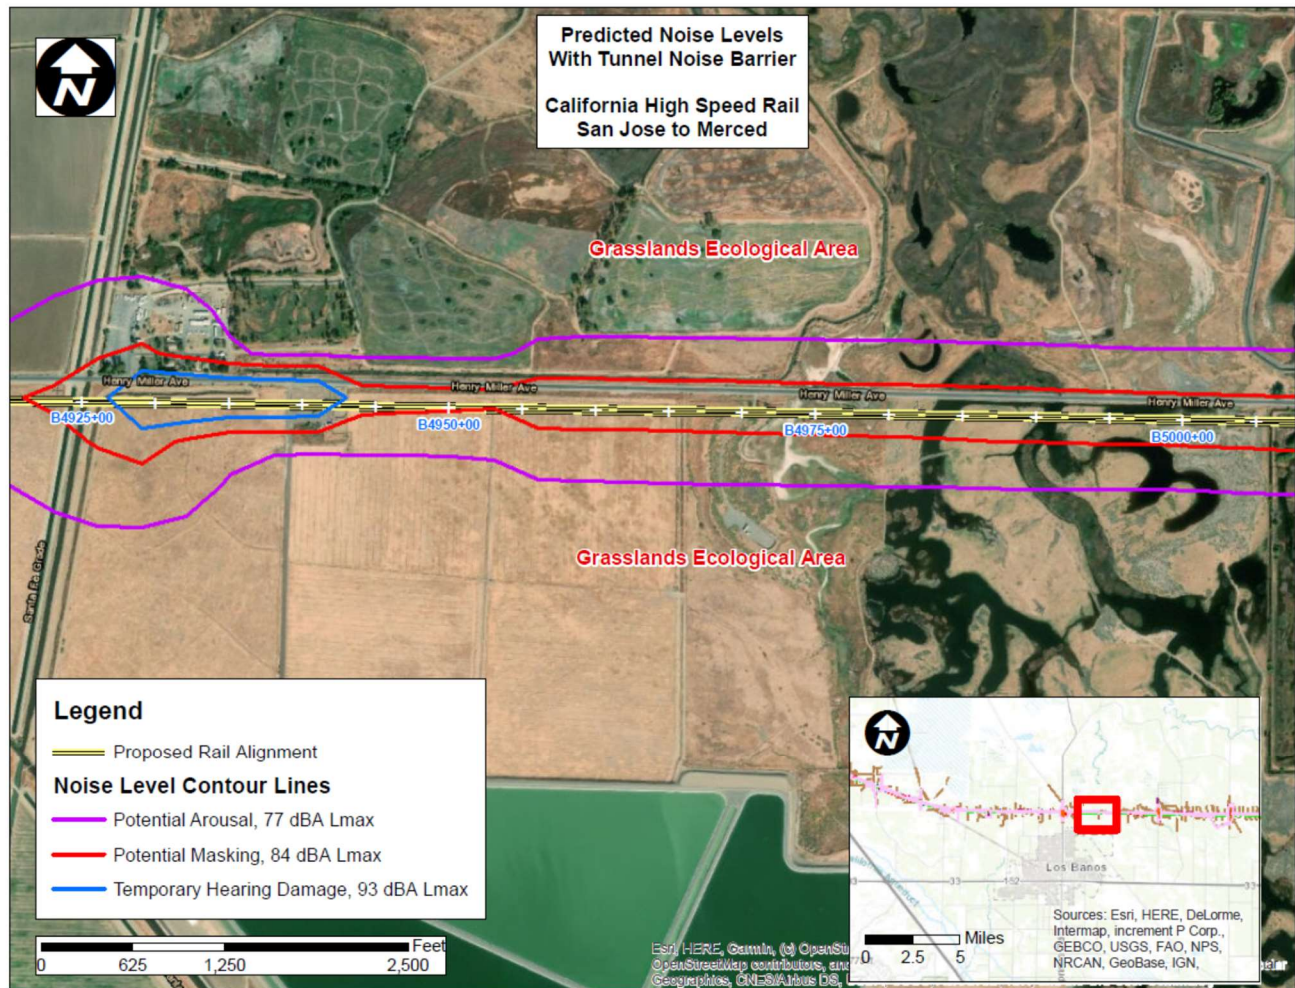 Predicted Noise Levels
With Tunnel Noise Barrier
California High Speed Rail
San Jose to Merced
N
Grasslands Ecological Area
Henry Miller Ave
Henry Miller Ave
Henry Miller Ave
Henry Miller Ave
B4925+00
B4950+00
B4975+00
B5000+00
Grasslands Ecological Area
Santa Fe Grade
Legend
Proposed Rail Alignment
Noise Level Contour Lines
Potential Arousal, 77 dBA Lmax
Potential Masking, 84 dBA Lmax
Temporary Hearing Damage, 93 dBA Lmax
Feet
0 625 1,250 2,500
N
Los Banos
33
152
33
Miles
0 2.5 5
Sources: Esri, HERE, DeLorme,
Intermap, increment P Corp.,
GEBCO, USGS, FAO, NPS,
NRCAN, GeoBase, IGN,
Esri, HERE, Garmin, (c)
OpenStreetMap contributors, and
Geographics, CNES/Airbus DS,